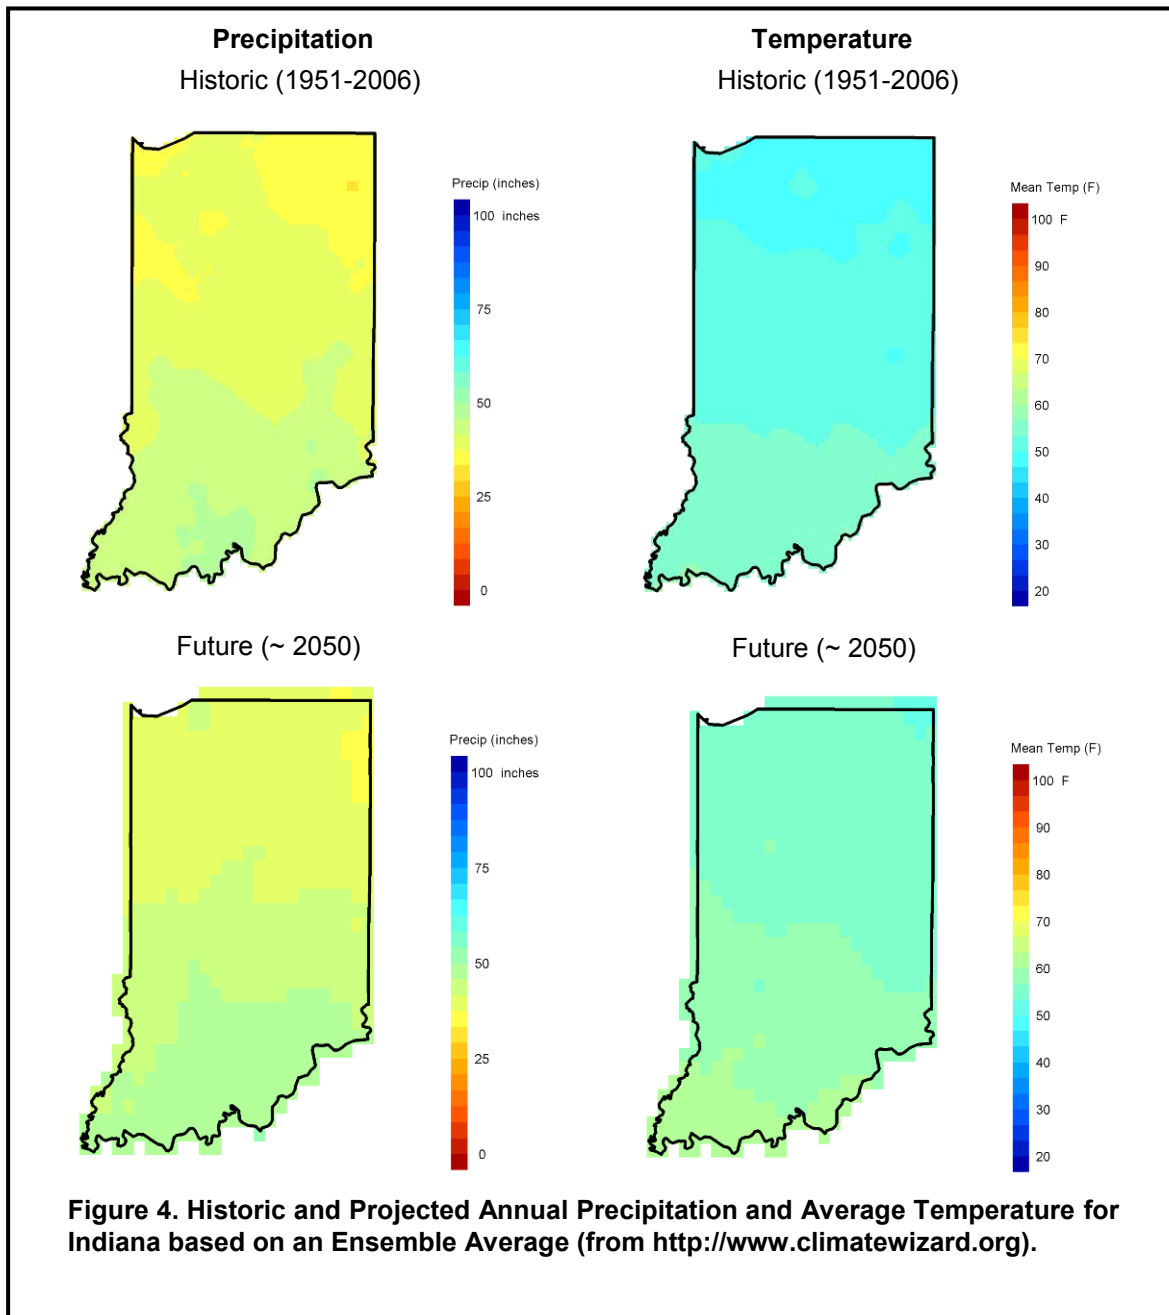 Precipitation
Historic (1951-2006)
Temperature
Historic (1951-2006)
Precip (inches)
100 inches
75
50
25
0
Mean Temp (F)
100 F
90
80
70
60
50
40
30
20
Future (~ 2050)
Future (~ 2050)
Precip (inches)
100 inches
75
50
25
0
Mean Temp (F)
100 F
90
80
70
60
50
40
30
20
Figure 4. Historic and Projected Annual Precipitation and Average Temperature for
Indiana based on an Ensemble Average (from http://www.climatewizard.org).